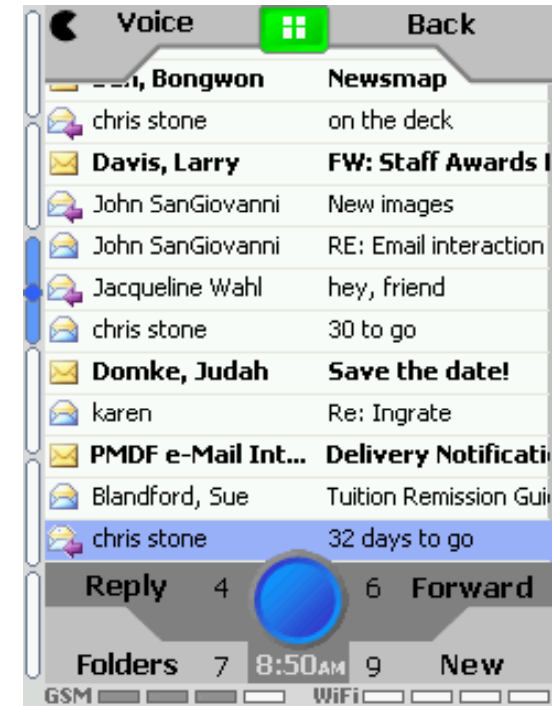 Voice Back
, Bongwon Newsmap
chris stone on the deck
Davis, Larry FW: Staff Awards
John SanGiovanni New images
John SanGiovanni RE: Email interaction
Jacqueline Wahl hey, friend
chris stone 30 to go
Domke, Judah Save the date!
karen Re: Ingrate
PMDF e-Mail Int... Delivery Notificati
Blandford, Sue Tuition Remission Gui
chris stone 32 days to go
Reply 4 6 Forward
Folders 7 8:50AM 9 New
GSM WiFi